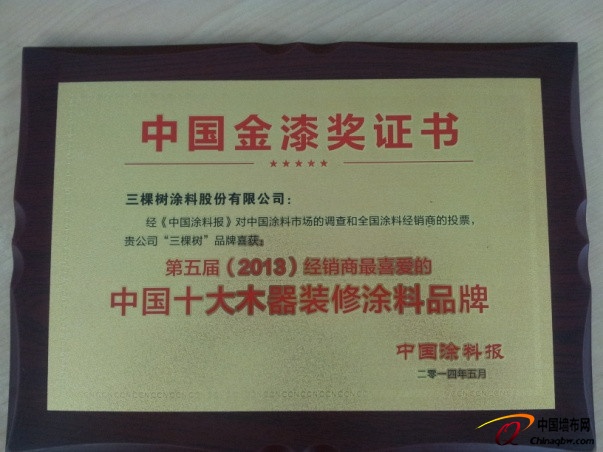 中国金漆奖证书
★★★★★
三棵树涂料股份有限公司：
经《中国涂料报》对中国涂料市场的调查和全国涂料经销商的投票，
贵公司“三棵树”品牌喜获：
第五届（2013）经销商最喜爱的
中国十大木器装修涂料品牌
中国涂料报
二零一四年五月
中国墙布网
Chinaqbw.com